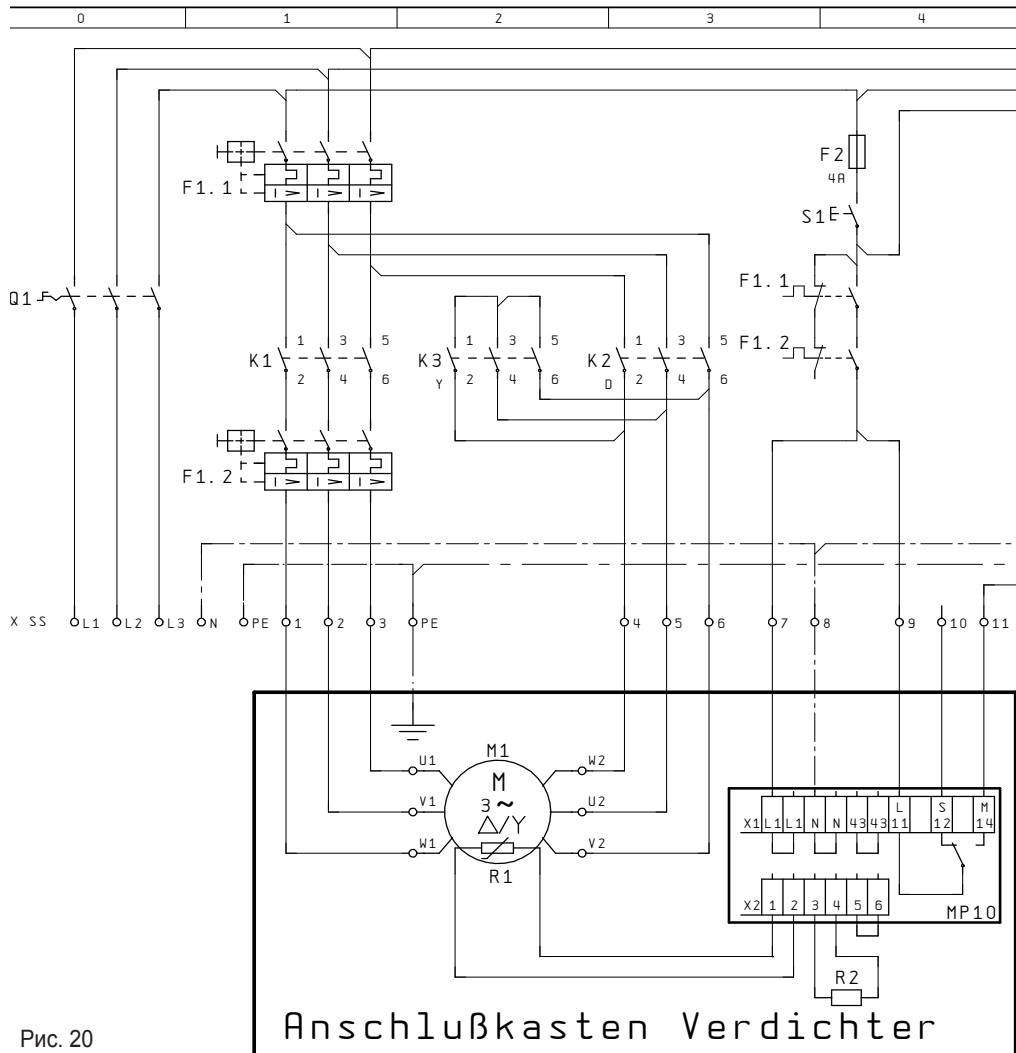 0 1 2 3 4
F2
4A
F1. 1
S1
F1. 1
Q1
1 3 5 1 3 5 1 3 5
F1. 2
K1 K3 K2
Y D
2 4 6 2 4 6 2 4 6
F1. 2
X SS L1 L2 L3 N PE 1 2 3 PE 4 5 6 7 8 9 10 11
M1
U1 W2
M
3 ~
V1 U2
Δ/Y
L S M
X1 L1 L1 N N 43 43 11 12 14
W1 V2
R1
X2 1 2 3 4 5 6
MP10
R2
Anschlußkasten Verdichter
Рис. 20